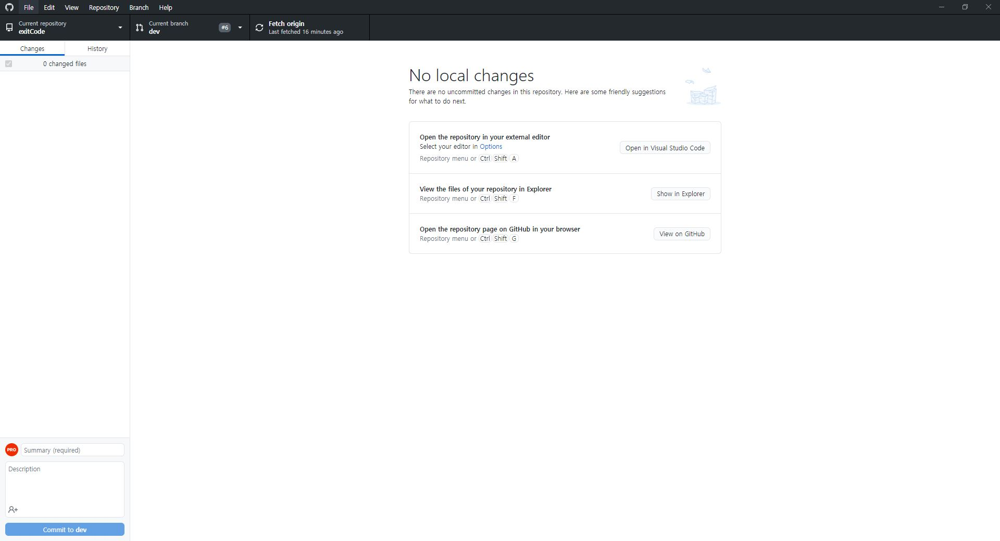 File Edit View Repository Branch Help
Current repository
exitCode
Current branch
dev
#6
Fetch origin
Last fetched 16 minutes ago
Changes
History
0 changed files
No local changes
There are no uncommitted changes in this repository. Here are some friendly suggestions
for what to do next.
Open the repository in your external editor
Select your editor in Options
Repository menu or Ctrl Shift A
Open in Visual Studio Code
View the files of your repository in Explorer
Repository menu or Ctrl Shift F
Show in Explorer
Open the repository page on GitHub in your browser
Repository menu or Ctrl Shift G
View on GitHub
PRO
Summary (required)
Description
Commit to dev